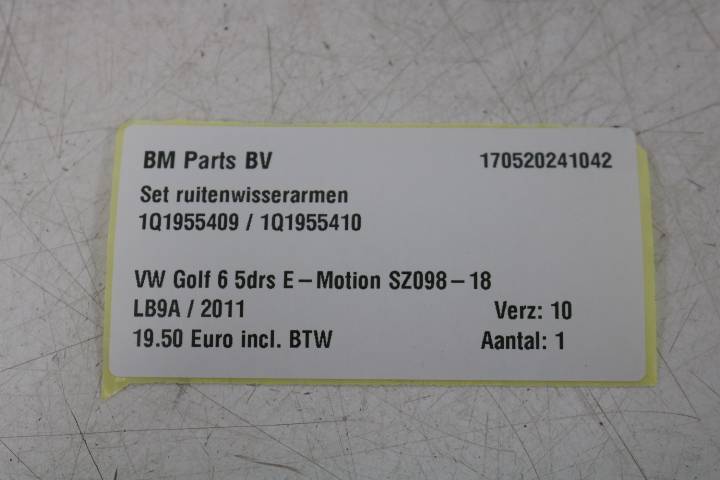 BM Parts BV 170520241042
Set ruitenwisserarmen
1Q1955409 / 1Q1955410
VW Golf 6 5drs E-Motion SZ098-18
LB9A / 2011 Verz: 10
19.50 Euro incl. BTW Aantal: 1